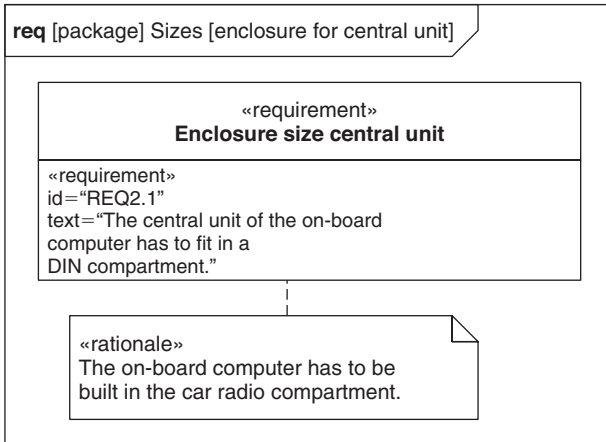 req [package] Sizes [enclosure for central unit]
«requirement»
Enclosure size central unit
«requirement»
id=“REQ2.1”
text=“The central unit of the on-board
computer has to fit in a
DIN compartment.”
«rationale»
The on-board computer has to be
built in the car radio compartment.